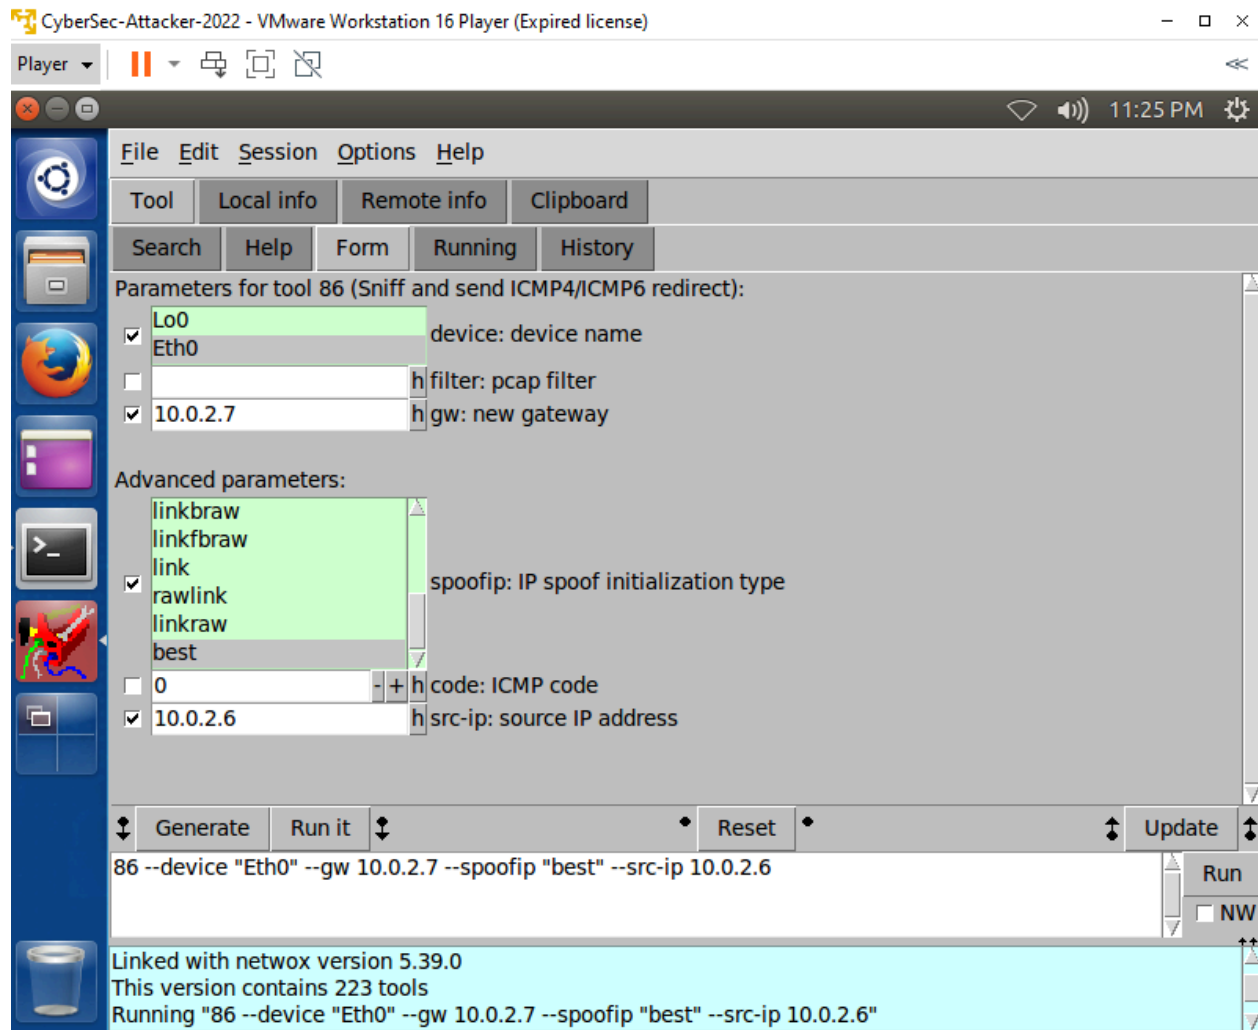 CyberSec-Attacker-2022 - VMware Workstation 16 Player (Expired license)
Player
11:25 PM
File Edit Session Options Help
Tool Local info Remote info Clipboard
Search Help Form Running History
Parameters for tool 86 (Sniff and send ICMP4/ICMP6 redirect):
Lo0
Eth0
device: device name
h filter: pcap filter
10.0.2.7 h gw: new gateway
Advanced parameters:
linkbraw
linkfbraw
link
rawlink
linkraw
best
spoofip: IP spoof initialization type
0 - + h code: ICMP code
10.0.2.6 h src-ip: source IP address
Generate Run it Reset Update
86 --device "Eth0" --gw 10.0.2.7 --spoofip "best" --src-ip 10.0.2.6
Run
NW
Linked with netwox version 5.39.0
This version contains 223 tools
Running "86 --device "Eth0" --gw 10.0.2.7 --spoofip "best" --src-ip 10.0.2.6"